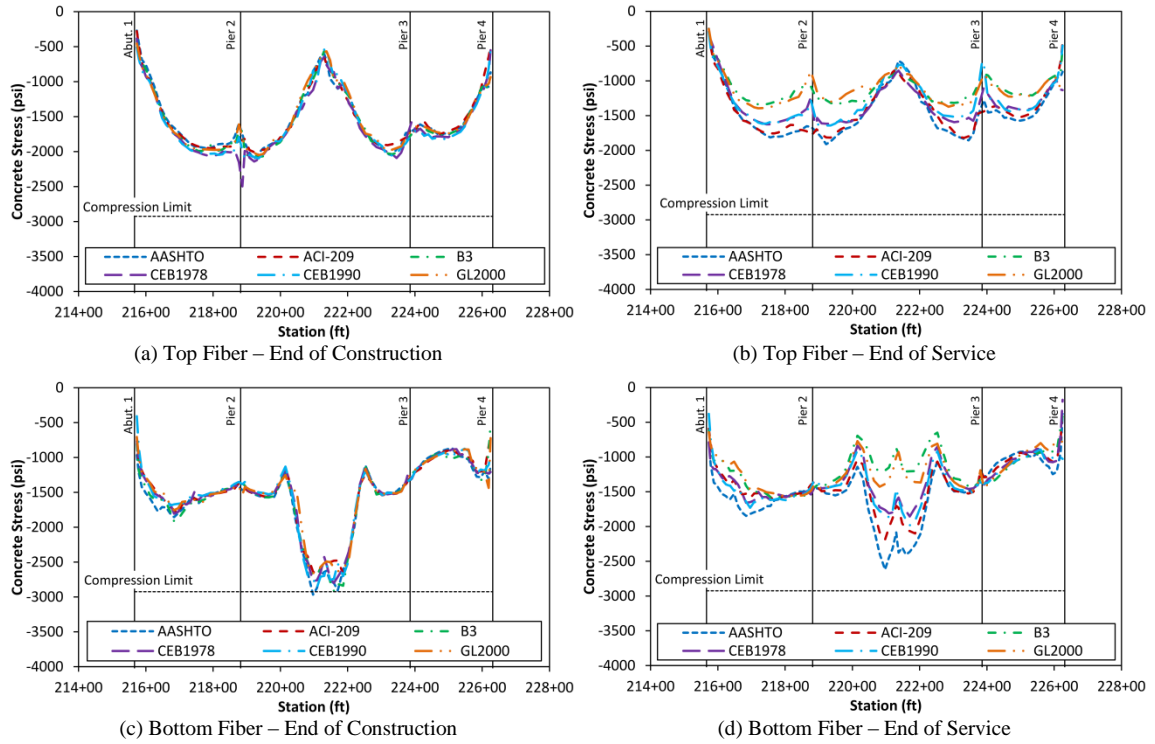 0
-500
-1000
-1500
-2000
-2500
-3000
-3500
-4000
Concrete Stress (psi)
Abut. 1
Pier 2
Pier 3
Pier 4
Compression Limit
AASHTO ACI-209 B3
CEB1978 CEB1990 GL2000
214+00 216+00 218+00 220+00 222+00 224+00 226+00 228+00
Station (ft)
(a) Top Fiber – End of Construction
0
-500
-1000
-1500
-2000
-2500
-3000
-3500
-4000
Concrete Stress (psi)
Abut. 1
Pier 2
Pier 3
Pier 4
Compression Limit
AASHTO ACI-209 B3
CEB1978 CEB1990 GL2000
214+00 216+00 218+00 220+00 222+00 224+00 226+00 228+00
Station (ft)
(b) Top Fiber – End of Service
0
-500
-1000
-1500
-2000
-2500
-3000
-3500
-4000
Concrete Stress (psi)
Abut. 1
Pier 2
Pier 3
Pier 4
Compression Limit
AASHTO ACI-209 B3
CEB1978 CEB1990 GL2000
214+00 216+00 218+00 220+00 222+00 224+00 226+00 228+00
Station (ft)
(c) Bottom Fiber – End of Construction
0
-500
-1000
-1500
-2000
-2500
-3000
-3500
-4000
Concrete Stress (psi)
Abut. 1
Pier 2
Pier 3
Pier 4
Compression Limit
AASHTO ACI-209 B3
CEB1978 CEB1990 GL2000
214+00 216+00 218+00 220+00 222+00 224+00 226+00 228+00
Station (ft)
(d) Bottom Fiber – End of Service